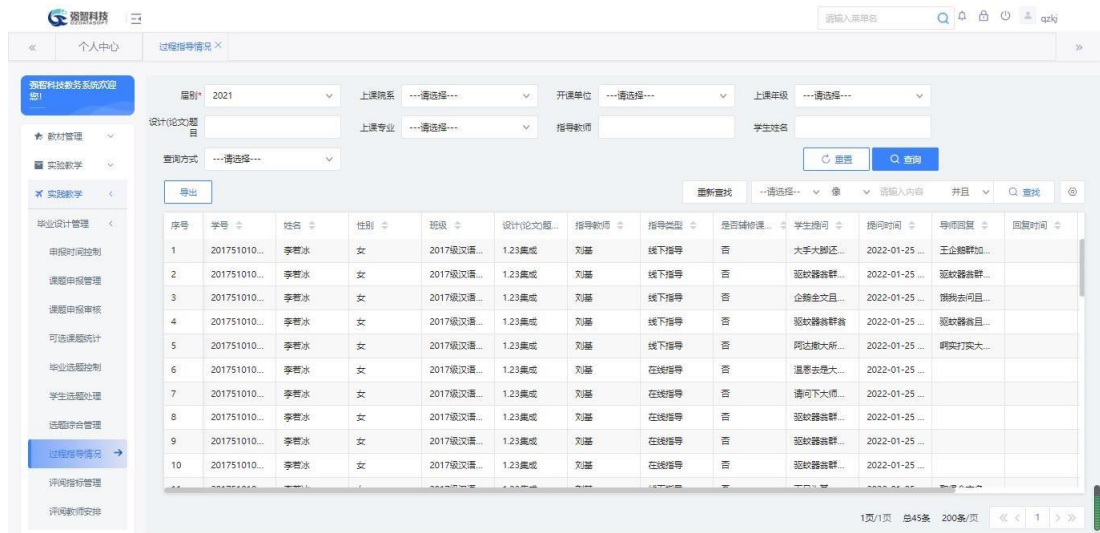 强智科技
QZDATASOFT
请输入菜单名
qzkj
个人中心
过程指导情况 ×
强智科技教务系统欢迎您!
届别* 2021 上课院系 ---请选择--- 开课单位 ---请选择--- 上课年级 ---请选择---
设计(论文)题目 上课专业 ---请选择--- 指导教师 学生姓名
查询方式 ---请选择--- 重置 查询
导出 重新查找 --请选择-- 像 请输入内容 并且 查找
教材管理
实验教学
实践教学
毕业设计管理
申报时间控制
课题申报管理
课题申报审核
可选课题统计
毕业选题控制
学生选题处理
选题综合管理
过程指导情况
评阅指标管理
评阅教师安排
序号 学号 姓名 性别 班级 设计(论文)题... 指导教师 指导类型 是否辅修课... 学生提问 提问时间 导师回复 回复时间
1 201751010... 李若冰 女 2017级汉语... 1.23集成 刘基 线下指导 否 大手大脚还... 2022-01-25 ... 王企鹅群加...
2 201751010... 李若冰 女 2017级汉语... 1.23集成 刘基 线下指导 否 驱蚊器翁群... 2022-01-25 ... 驱蚊器翁群...
3 201751010... 李若冰 女 2017级汉语... 1.23集成 刘基 线下指导 否 企鹅全文且... 2022-01-25 ... 饿我去问且...
4 201751010... 李若冰 女 2017级汉语... 1.23集成 刘基 线下指导 否 驱蚊器翁群翁 2022-01-25 ... 驱蚊器翁且...
5 201751010... 李若冰 女 2017级汉语... 1.23集成 刘基 线下指导 否 阿达撒大所... 2022-01-25 ... 啊实打实大...
6 201751010... 李若冰 女 2017级汉语... 1.23集成 刘基 在线指导 否 温恩去是大... 2022-01-25 ...
7 201751010... 李若冰 女 2017级汉语... 1.23集成 刘基 在线指导 否 请问下大师... 2022-01-25 ...
8 201751010... 李若冰 女 2017级汉语... 1.23集成 刘基 在线指导 否 驱蚊器翁群... 2022-01-25 ...
9 201751010... 李若冰 女 2017级汉语... 1.23集成 刘基 在线指导 否 驱蚊器翁群... 2022-01-25 ...
10 201751010... 李若冰 女 2017级汉语... 1.23集成 刘基 在线指导 否 驱蚊器翁群... 2022-01-25 ...
1页/1页 总45条 200条/页 1